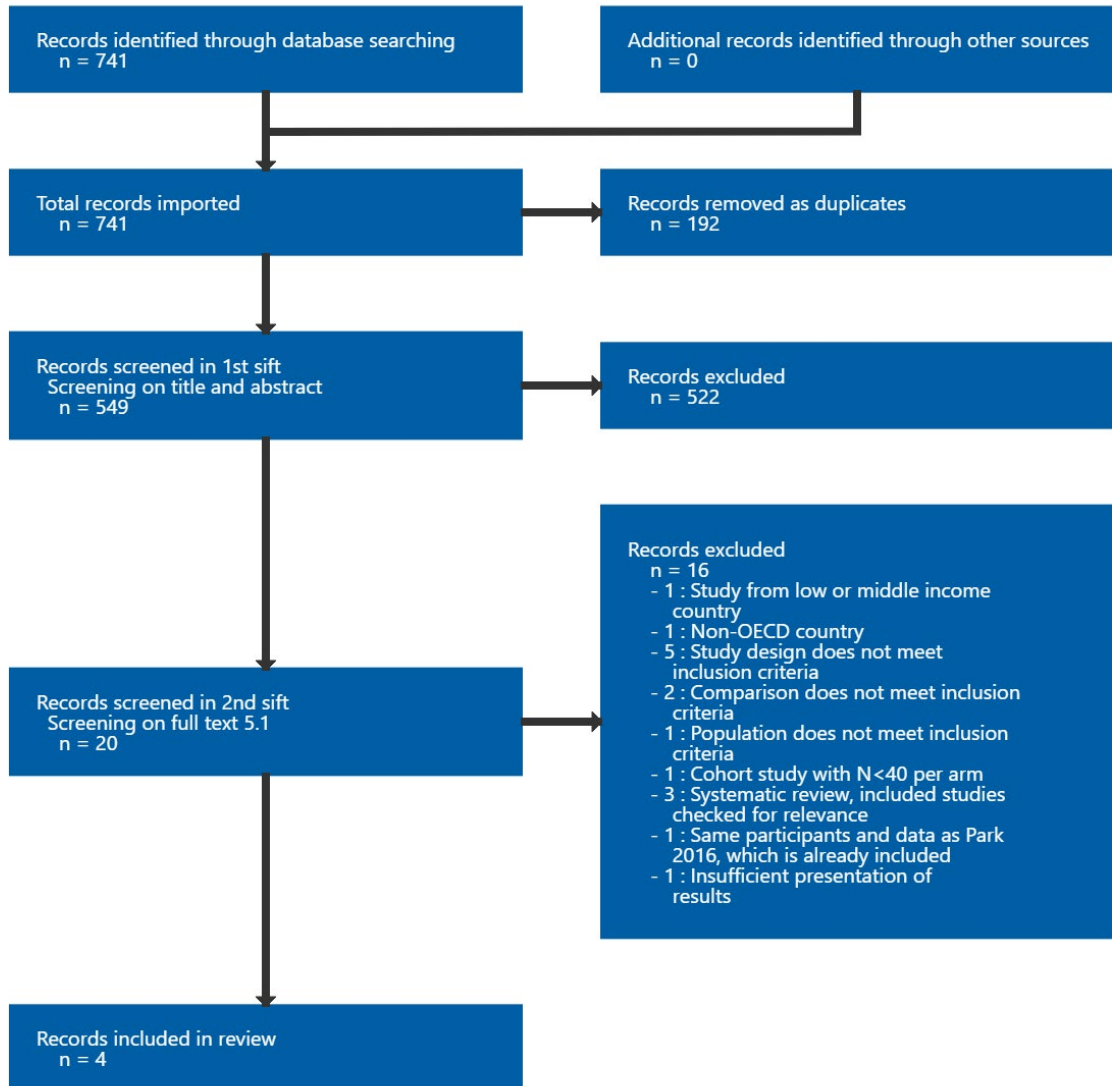 Records identified through database searching
n = 741
Additional records identified through other sources
n = 0
Total records imported
n = 741
Records removed as duplicates
n = 192
Records screened in 1st sift
Screening on title and abstract
n = 549
Records excluded
n = 522
Records screened in 2nd sift
Screening on full text 5.1
n = 20
Records excluded
n = 16
- 1 : Study from low or middle income
country
- 1 : Non-OECD country
- 5 : Study design does not meet
inclusion criteria
- 2 : Comparison does not meet inclusion
criteria
- 1 : Population does not meet inclusion
criteria
- 1 : Cohort study with N<40 per arm
- 3 : Systematic review, included studies
checked for relevance
- 1 : Same participants and data as Park
2016, which is already included
- 1 : Insufficient presentation of
results
Records included in review
n = 4